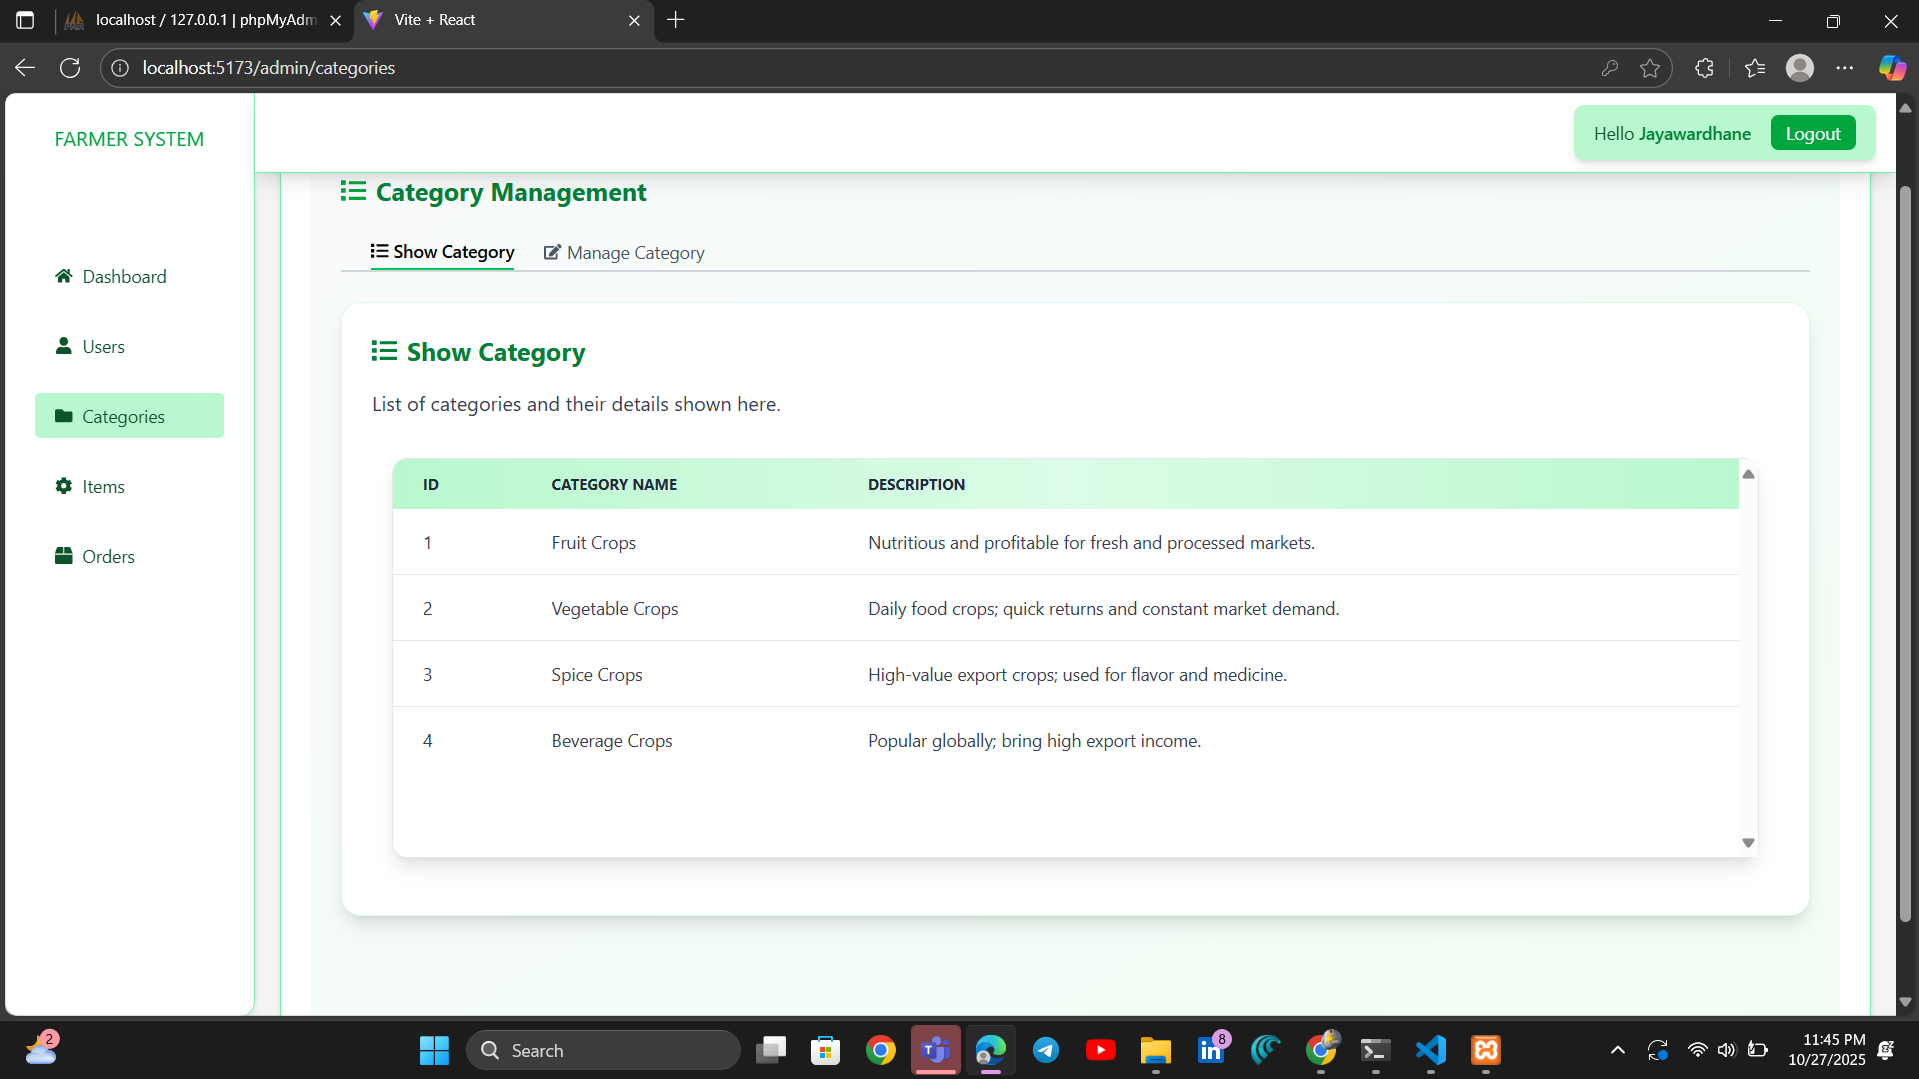 localhost / 127.0.0.1 | phpMyAdm
Vite + React
localhost:5173/admin/categories
FARMER SYSTEM
Hello Jayawardhane
Logout
Dashboard
Users
Categories
Items
Orders
Category Management
Show Category
Manage Category
Show Category
List of categories and their details shown here.
ID CATEGORY NAME DESCRIPTION
1 Fruit Crops Nutritious and profitable for fresh and processed markets.
2 Vegetable Crops Daily food crops; quick returns and constant market demand.
3 Spice Crops High-value export crops; used for flavor and medicine.
4 Beverage Crops Popular globally; bring high export income.
2
Search
8
11:45 PM
10/27/2025